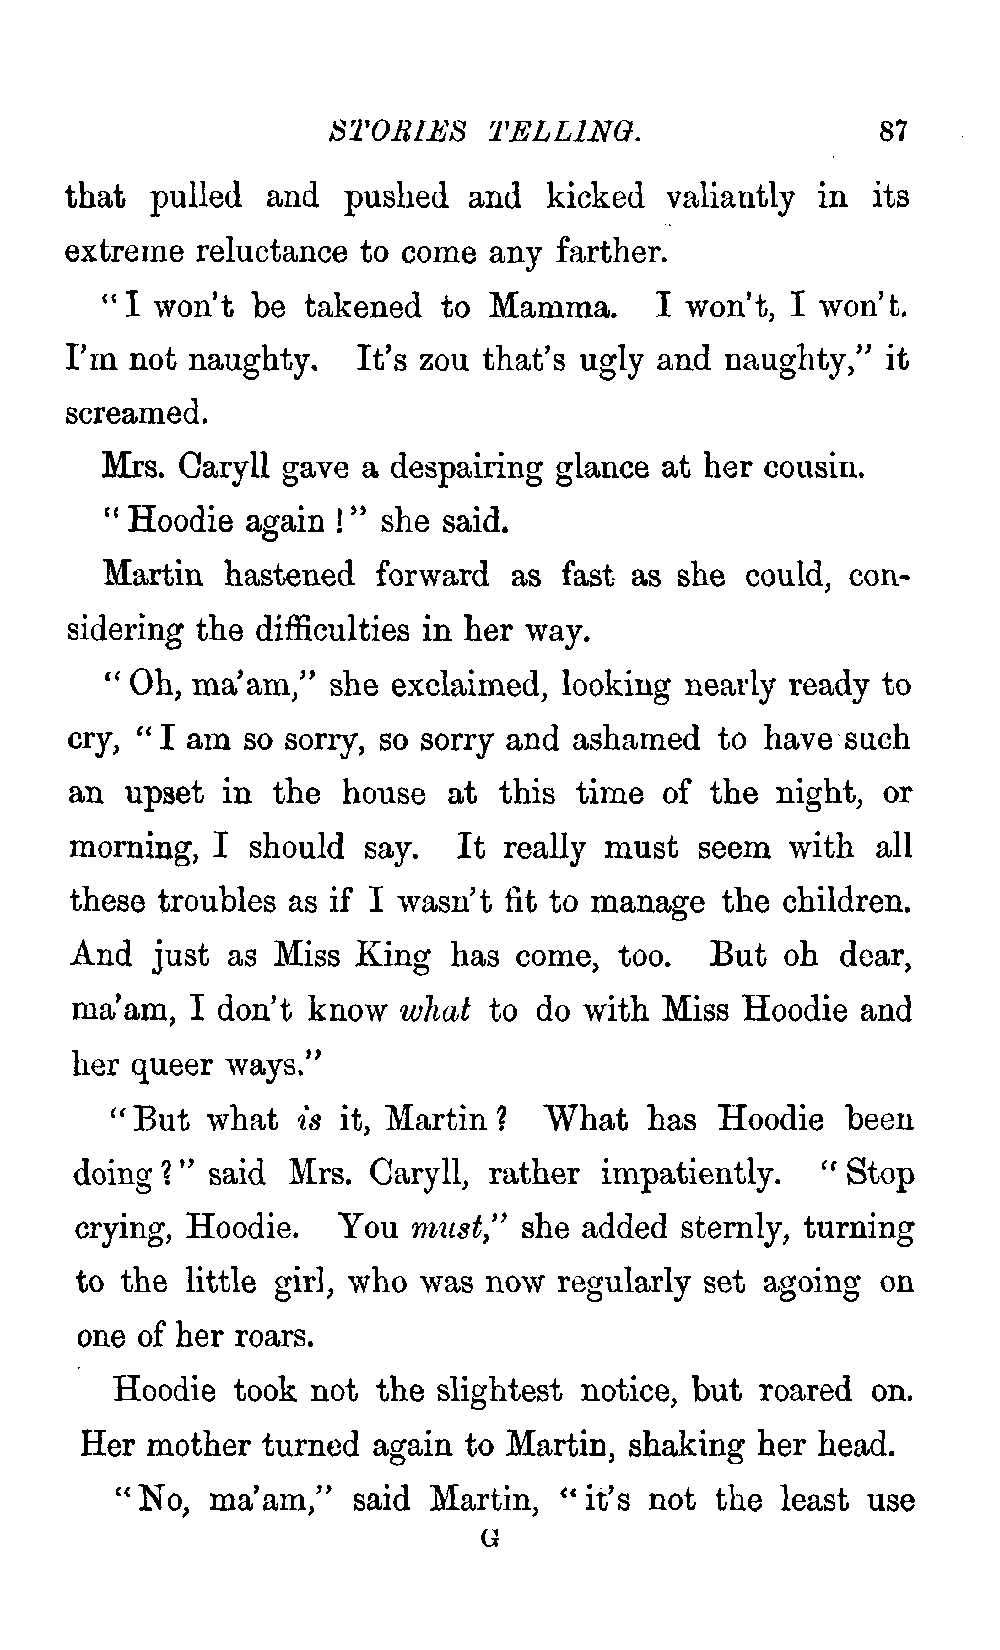 STORIES TELLING. 87
that pulled and pushed and kicked valiantly in its
extreme reluctance to come any farther.
"I won't be takened to Mamma. I won't, I won't.
I'm not naughty. It's zou that's ugly and naughty," it
screamed.
Mrs. Caryll gave a despairing glance at her cousin.
"Hoodie again!" she said.
Martin hastened forward as fast as she could, con-
sidering the difficulties in her way.
"Oh, ma'am," she exclaimed, looking nearly ready to
cry, "I am so sorry, so sorry and ashamed to have such
an upset in the house at this time of the night, or
morning, I should say. It really must seem with all
these troubles as if I wasn't fit to manage the children.
And just as Miss King has come, too. But oh dear,
ma'am, I don't know what to do with Miss Hoodie and
her queer ways."
"But what is it, Martin? What has Hoodie been
doing?" said Mrs. Caryll, rather impatiently. "Stop
crying, Hoodie. You must," she added sternly, turning
to the little girl, who was now regularly set agoing on
one of her roars.
Hoodie took not the slightest notice, but roared on.
Her mother turned again to Martin, shaking her head.
"No, ma'am," said Martin, "it's not the least use
G